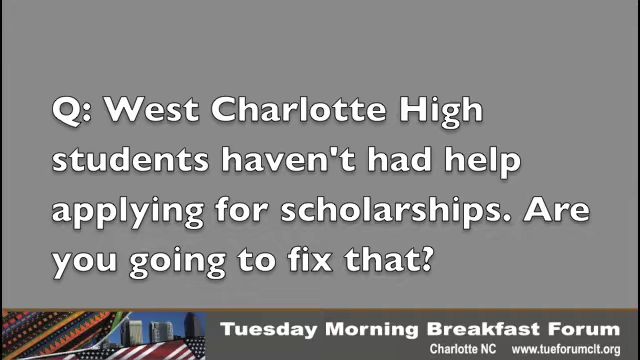 Q: West Charlotte High
students haven't had help
applying for scholarships. Are
you going to fix that?
Tuesday Morning Breakfast Forum
Charlotte NC www.tueforumclt.org